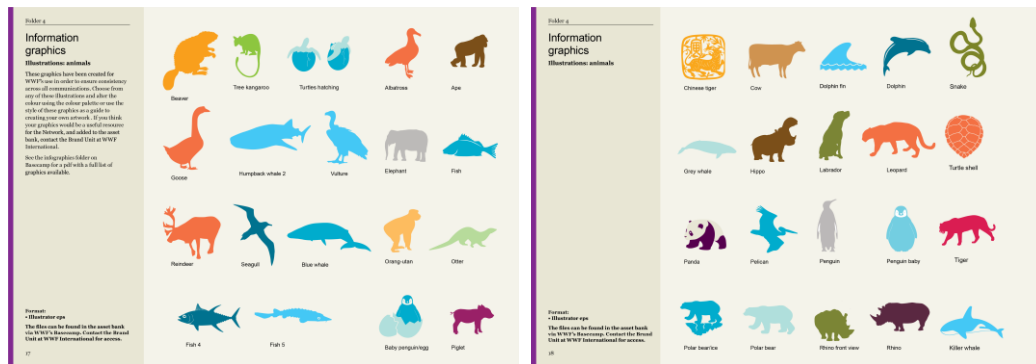 Folder 9
Information
graphics
Illustrations: animals
These graphics have been created for
WWF's use in order to ensure consistency
across all communications. Choose from
any of these illustrations and alter the
colour using the colour palette or use the
style of these graphics as a guide to
creating your own artwork . If you think
your graphics would be a useful resource
for the Network, and added to the asset
bank, contact the Brand Unit at WWF
International.
See the infographics folder on
Basecamp for a pdf with a full list of
graphics available.
Beaver
Tree kangaroo
Turtles hatching
Albatross
Ape
Goose
Humpback whale 2
Vulture
Elephant
Fish
Reindeer
Seagull
Blue whale
Orang-utan
Otter
Fish 4
Fish 5
Baby penguin/egg
Piglet
Format:
• Illustrator eps
The files can be found in the asset bank
via WWF's Basecamp. Contact the Brand
Unit at WWF International for access.
17
Folder 4
Information
graphics
Illustrations: animals
Chinese tiger
Cow
Dolphin fin
Dolphin
Snake
Grey whale
Hippo
Labrador
Leopard
Turtle shell
Panda
Pelican
Penguin
Penguin baby
Tiger
Polar bear/ice
Polar bear
Rhino front view
Rhino
Killer whale
Format:
• Illustrator eps
The files can be found in the asset bank
via WWF's Basecamp. Contact the Brand
Unit at WWF International for access.
18